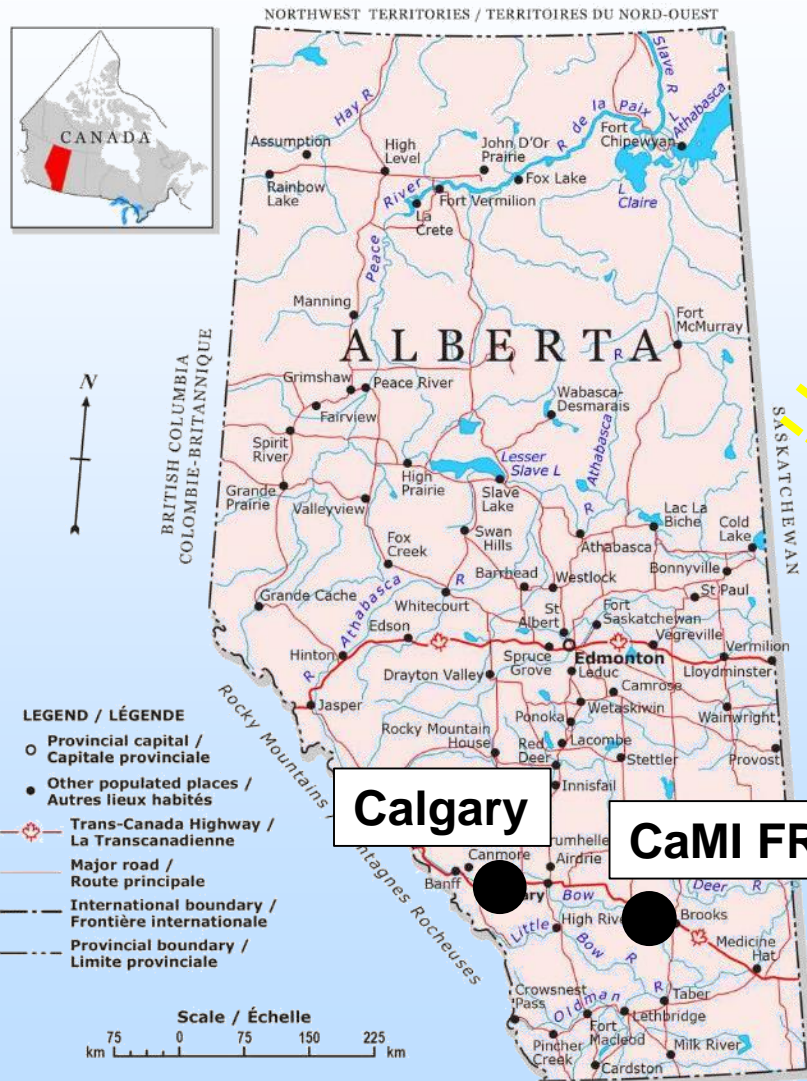 NORTHWEST TERRITORIES / TERRITOIRES DU NORD-OUEST
CANADA
Slave R
Hay R
R de la Paix
L Athabasca
Assumption
High
Level
John D'Or
Prairie
Fort
Chipewyan
Rainbow
Lake
River
Fort Vermilion
Fox Lake
L
Claire
La
Crete
Peace
Manning
Fort
McMurray
ALBERTA
BRITISH COLUMBIA
COLOMBIE-BRITANNIQUE
N
SASKATCHEWAN
Grimshaw
Peace River
Fairview
Wabasca-
Desmarais
Athabasca R
Spirit
River
Lesser
Slave L
High
Prairie
Slave
Lake
Grande
Prairie
Valleyview
Lac La
Biche
Cold
Lake
Fox
Creek
Swan
Hills
R
Athabasca
Bonnyville
Barrhead
Westlock
St Paul
Grande Cache
Athabasca R
Whitecourt
St
Albert
Fort
Saskatchewan
Edson
Vegreville
Vermilion
Hinton
Spruce
Grove
Edmonton
Lloydminster
R
Drayton Valley
Leduc
Camrose
Jasper
Wetaskiwin
Wainwright
Ponoka
Rocky Mountain
House
Red
Deer
Lacombe
Stettler
Provost
Innisfail
Rocky Mountains /
ntagnes Rocheuses
LEGEND / LÉGENDE
Provincial capital /
Capitale provinciale
Other populated places /
Autres lieux habités
Trans-Canada Highway /
La Transcanadienne
Major road /
Route principale
International boundary /
Frontière internationale
Provincial boundary /
Limite provinciale
Calgary
CaMI FR
rumhelle
Canmore
Airdrie
Banff
ary
Bow
Deer R
High Rive
Brooks
Little
Bow R
Medicine
Hat
Crowsnest
Pass
Oldman
R
Taber
Fort
Macleod
Lethbridge
Pincher
Creek
Milk River
Cardston
Scale / Échelle
75 0 75 150 225
km km